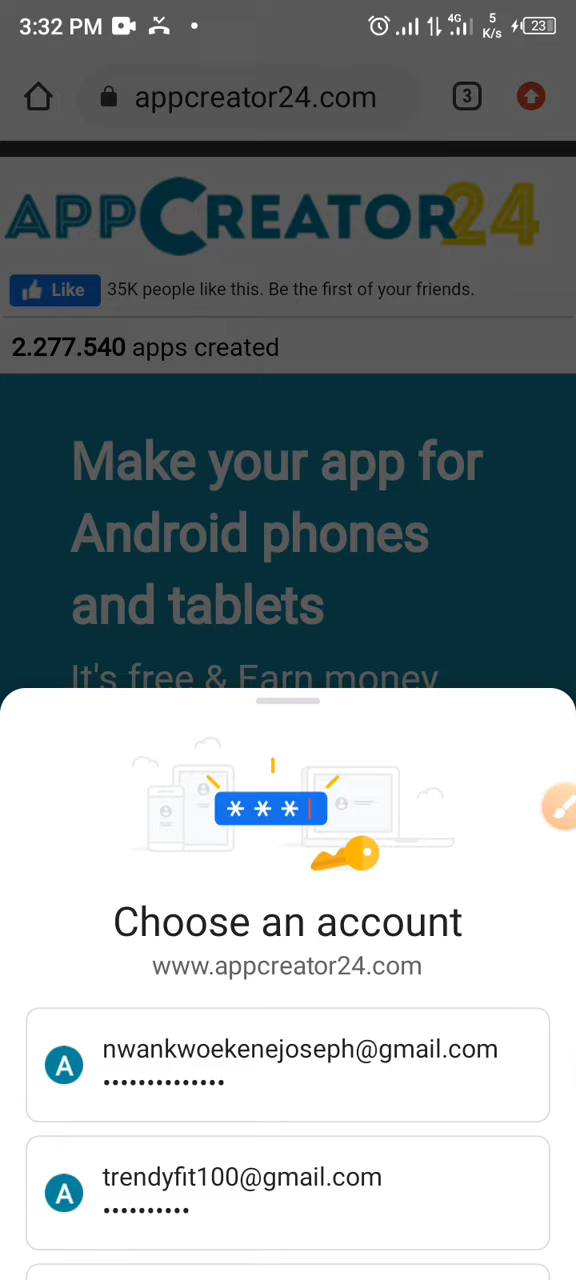 3:32 PM
4G
5
K/s
23
appcreator24.com
3
APPCREATOR24
Like
35K people like this. Be the first of your friends.
2.277.540 apps created
Make your app for
Android phones
and tablets
It's free & Earn money
* * *
Choose an account
www.appcreator24.com
A
nwankwoekenejoseph@gmail.com
••••••••••••••
A
trendyfit100@gmail.com
••••••••••